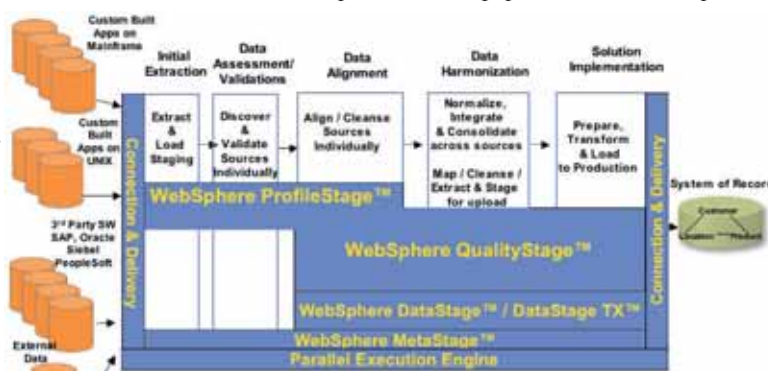 Custom Built
Apps on
Mainframe
Initial
Extraction
Data
Assessment/
Validations
Data
Alignment
Data
Harmonization
Solution
Implementation
Extract
&
Load
Staging
Discover
&
Validate
Sources
Individually
Align / Cleanse
Sources
Individually
Normalize,
Integrate
& Consolidate
across sources
Map / Cleanse
/ Extract & Stage
for upload
Prepare,
Transform
& Load
to Production
Custom
Built
Apps on
UNIX
Connection & Delivery
WebSphere ProfileStage™
Connection & Delivery
System of Record
Customer
Location
Product
3rd Party SW
SAP, Oracle
Siebel
PeopleSoft
WebSphere QualityStage™
WebSphere DataStage™ / DataStage TX™
WebSphere MetaStage™
Parallel Execution Engine
External
Data